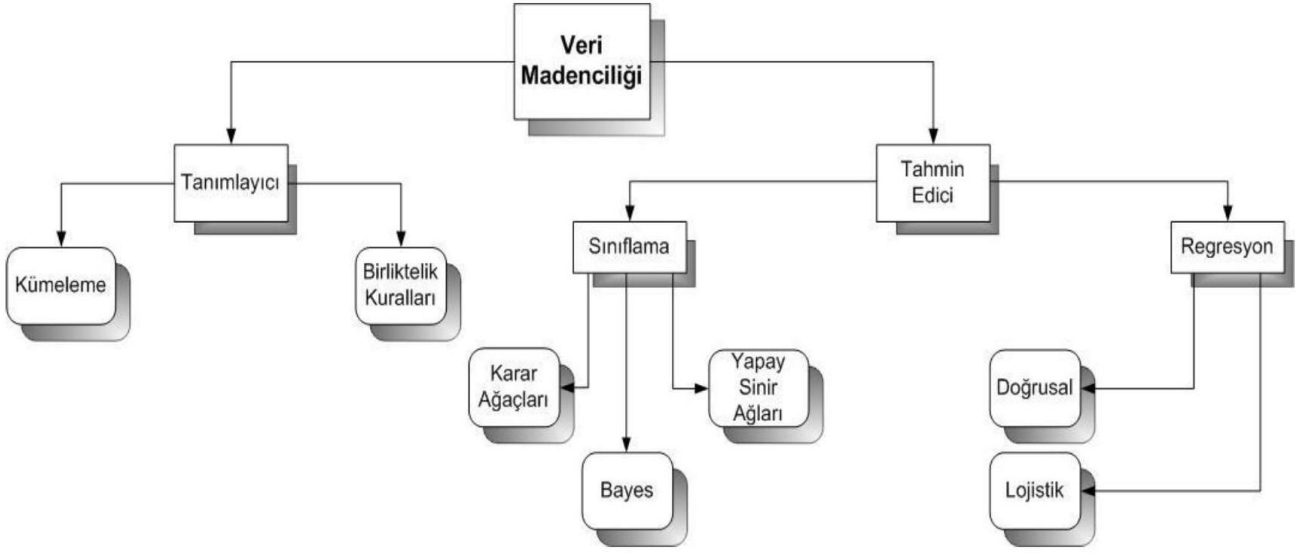 Veri
Madenciliği
Tanımlayıcı
Tahmin
Edici
Kümeleme
Birliktelik
Kuralları
Sınıflama
Regresyon
Karar
Ağaçları
Yapay
Sinir
Ağları
Doğrusal
Bayes
Lojistik